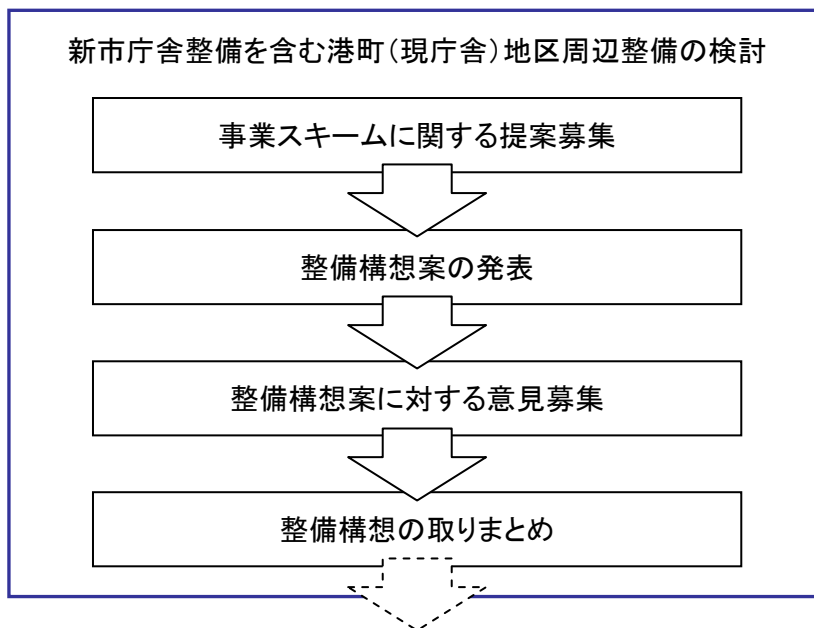 新市庁舎整備を含む港町（現庁舎）地区周辺整備の検討
事業スキームに関する提案募集
整備構想案の発表
整備構想案に対する意見募集
整備構想の取りまとめ